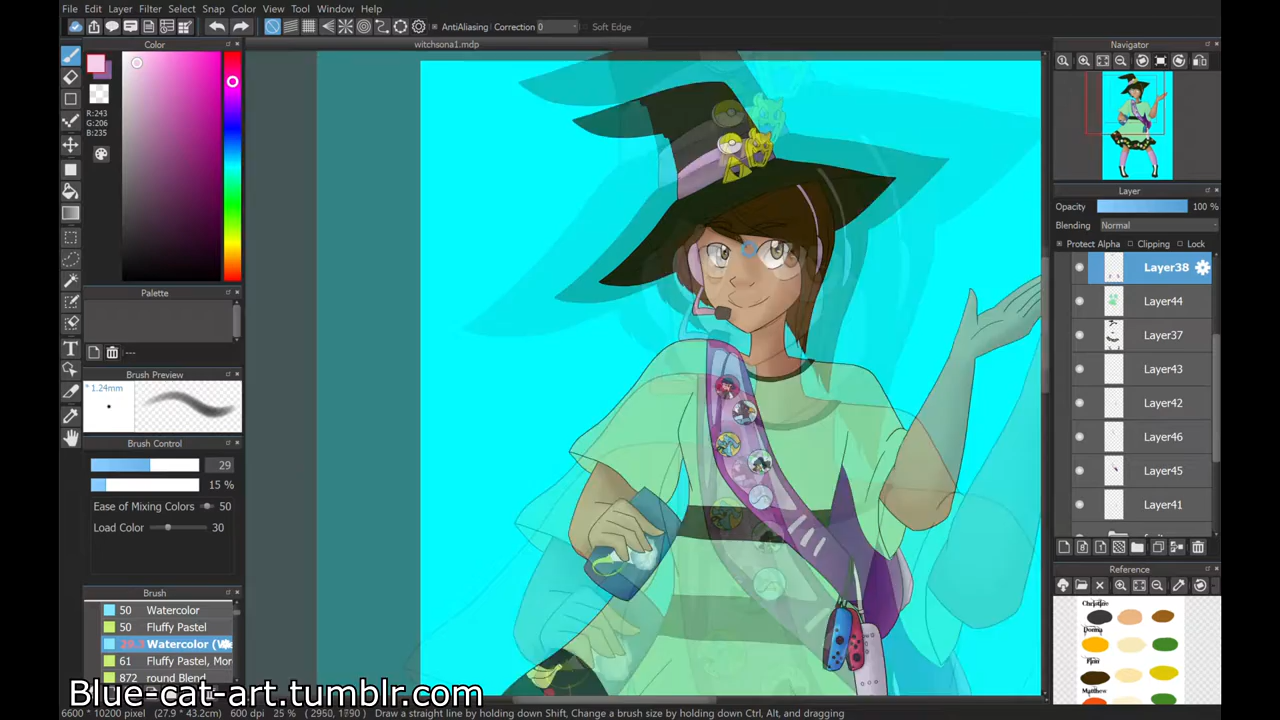 File Edit Layer Filter Select Snap Color View Tool Window Help
AntiAliasing Correction 0 Soft Edge
Color
witchsona1.mdp
Navigator
R:243
G:206
B:235
Layer
Opacity 100 %
Blending Normal
Protect Alpha Clipping Lock
Layer38
Layer44
Layer37
Layer43
Layer42
Layer46
Layer45
Layer41
Palette
---
Brush Preview
* 1.24mm
Brush Control
29
15 %
Ease of Mixing Colors 50
Load Color 30
Brush
50 Watercolor
50 Fluffy Pastel
Watercolor (W
61 Fluffy Pastel, Mor
872 round Blend
Reference
Christine
Donna
Finn
Matthew
Blue-cat-art.tumblr.com
6600 * 10200 pixel (27.9 * 43.2cm) 600 dpi 25 % Draw a straight line by holding down Shift, Change a brush size by holding down Ctrl, Alt, and dragging